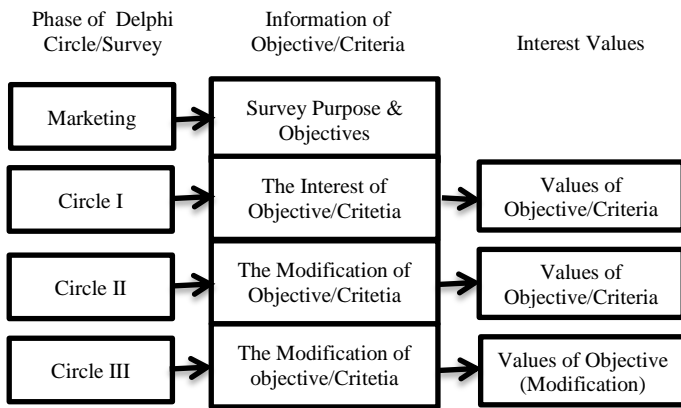 Phase of Delphi
Circle/Survey
Information of
Objective/Criteria
Interest Values
Marketing
Survey Purpose &
Objectives
Circle I
The Interest of
Objective/Critetia
Values of
Objective/Criteria
Circle II
The Modification of
Objective/Critetia
Values of
Objective/Criteria
Circle III
The Modification of
objective/Critetia
Values of Objective
(Modification)